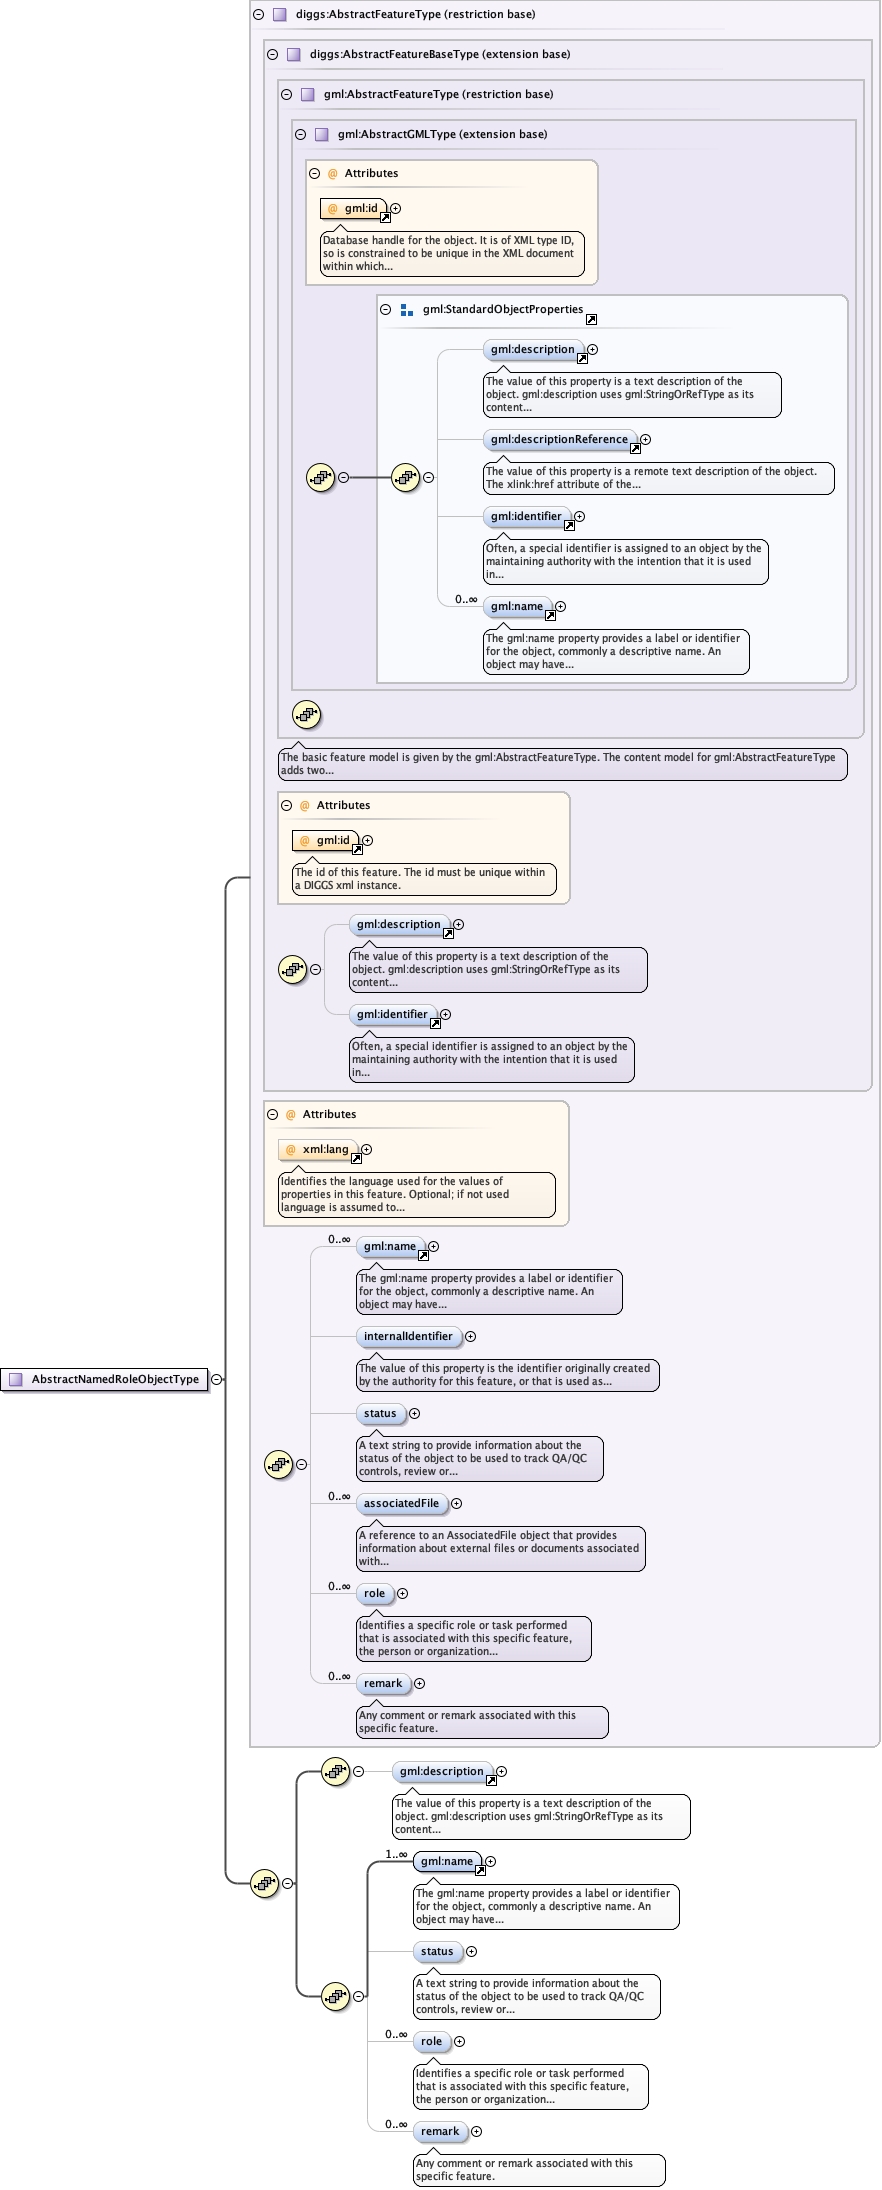 diggs:AbstractFeatureType (restriction base)
diggs:AbstractFeatureBaseType (extension base)
gml:AbstractFeatureType (restriction base)
gml:AbstractGMLType (extension base)
@ Attributes
@ gml:id
Database handle for the object. It is of XML type ID,
so is constrained to be unique in the XML document
within which...
gml:StandardObjectProperties
gml:description
The value of this property is a text description of the
object. gml:description uses gml:StringOrRefType as its
content...
gml:descriptionReference
The value of this property is a remote text description of the object.
The xlink:href attribute of the...
gml:identifier
Often, a special identifier is assigned to an object by the
maintaining authority with the intention that it is used
in...
0..∞
gml:name
The gml:name property provides a label or identifier
for the object, commonly a descriptive name. An
object may have...
The basic feature model is given by the gml:AbstractFeatureType. The content model for gml:AbstractFeatureType
adds two...
@ Attributes
@ gml:id
The id of this feature. The id must be unique within
a DIGGS xml instance.
gml:description
The value of this property is a text description of the
object. gml:description uses gml:StringOrRefType as its
content...
gml:identifier
Often, a special identifier is assigned to an object by the
maintaining authority with the intention that it is used
in...
@ Attributes
@ xml:lang
Identifies the language used for the values of
properties in this feature. Optional; if not used
language is assumed to...
0..∞
gml:name
The gml:name property provides a label or identifier
for the object, commonly a descriptive name. An
object may have...
internalIdentifier
The value of this property is the identifier originally created
by the authority for this feature, or that is used as...
AbstractNamedRoleObjectType
status
A text string to provide information about the
status of the object to be used to track QA/QC
controls, review or...
0..∞
associatedFile
A reference to an AssociatedFile object that provides
information about external files or documents associated
with...
0..∞
role
Identifies a specific role or task performed
that is associated with this specific feature,
the person or organization...
0..∞
remark
Any comment or remark associated with this
specific feature.
gml:description
The value of this property is a text description of the
object. gml:description uses gml:StringOrRefType as its
content...
1..∞
gml:name
The gml:name property provides a label or identifier
for the object, commonly a descriptive name. An
object may have...
status
A text string to provide information about the
status of the object to be used to track QA/QC
controls, review or...
0..∞
role
Identifies a specific role or task performed
that is associated with this specific feature,
the person or organization...
0..∞
remark
Any comment or remark associated with this
specific feature.